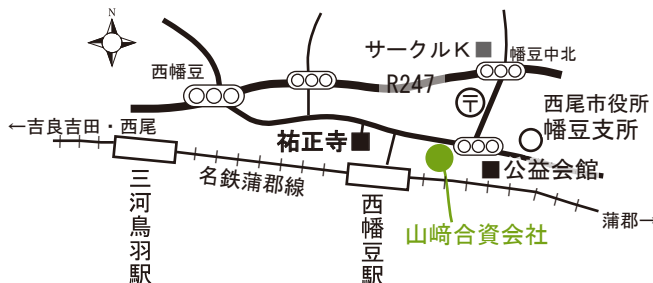 N
サークルK
幡豆中北
西幡豆
R247
〒
西尾市役所
幡豆支所
←吉良吉田・西尾
祐正寺
公益会館
名鉄蒲郡線
三河鳥羽駅
西幡豆駅
山﨑合資会社
蒲郡→